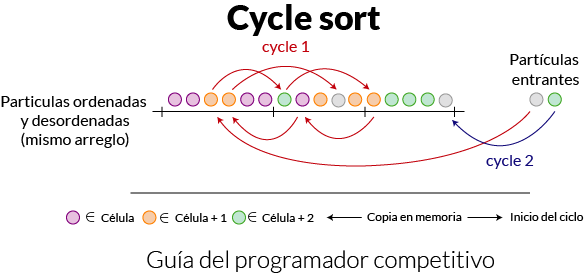 Cycle sort
cycle 1
Partículas
entrantes
Particulas ordenadas
y desordenadas
(mismo arreglo)
cycle 2
∈ Célula ∈ Célula + 1 ∈ Célula + 2 Copia en memoria Inicio del ciclo
Guía del programador competitivo